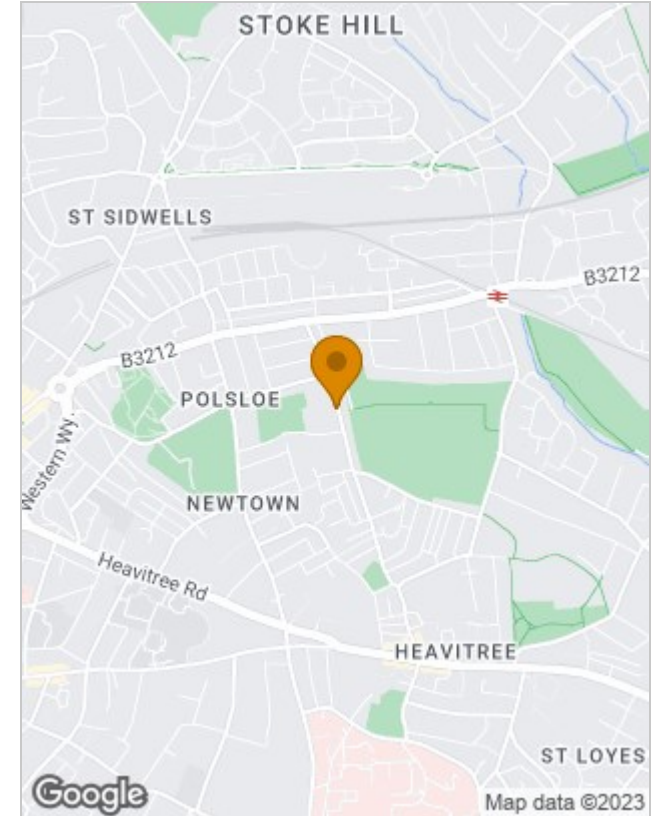 STOKE HILL
ST SIDWELLS
B3212
B3212
POLSLOE
Western Wy.
NEWTOWN
Heavitree Rd
HEAVITREE
ST LOYES
Google
Map data ©2023